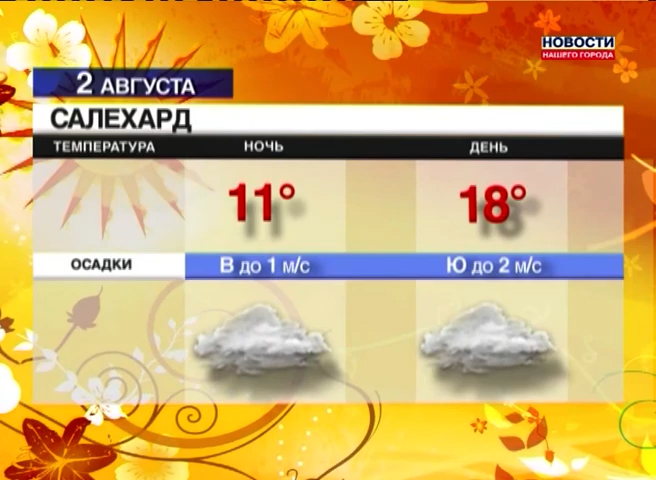 НОВОСТИ
НАШЕГО ГОРОДА
2 АВГУСТА
САЛЕХАРД
ТЕМПЕРАТУРА НОЧЬ ДЕНЬ
11° 18°
ОСАДКИ В до 1 м/с Ю до 2 м/с